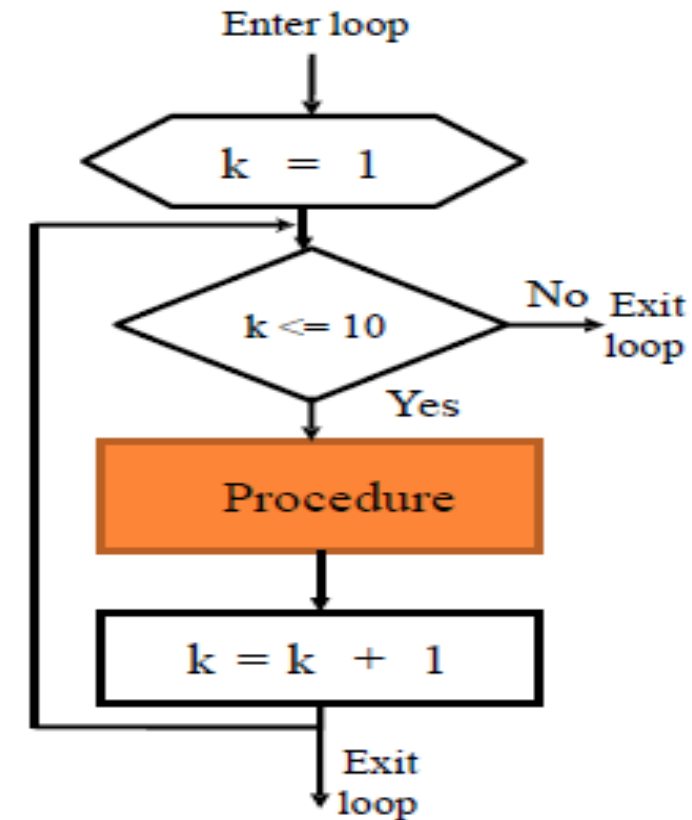 Enter loop
k = 1
k <= 10
No
Exit
loop
Yes
Procedure
k = k + 1
Exit
loop